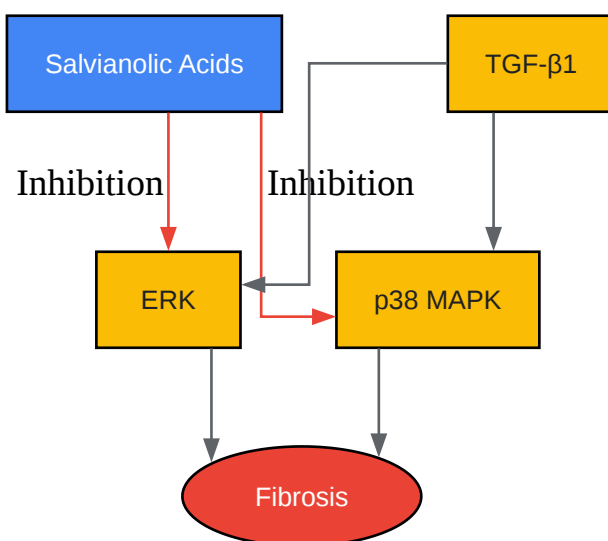 Salvianolic Acids
TGF-β1
Inhibition
Inhibition
ERK
p38 MAPK
Fibrosis